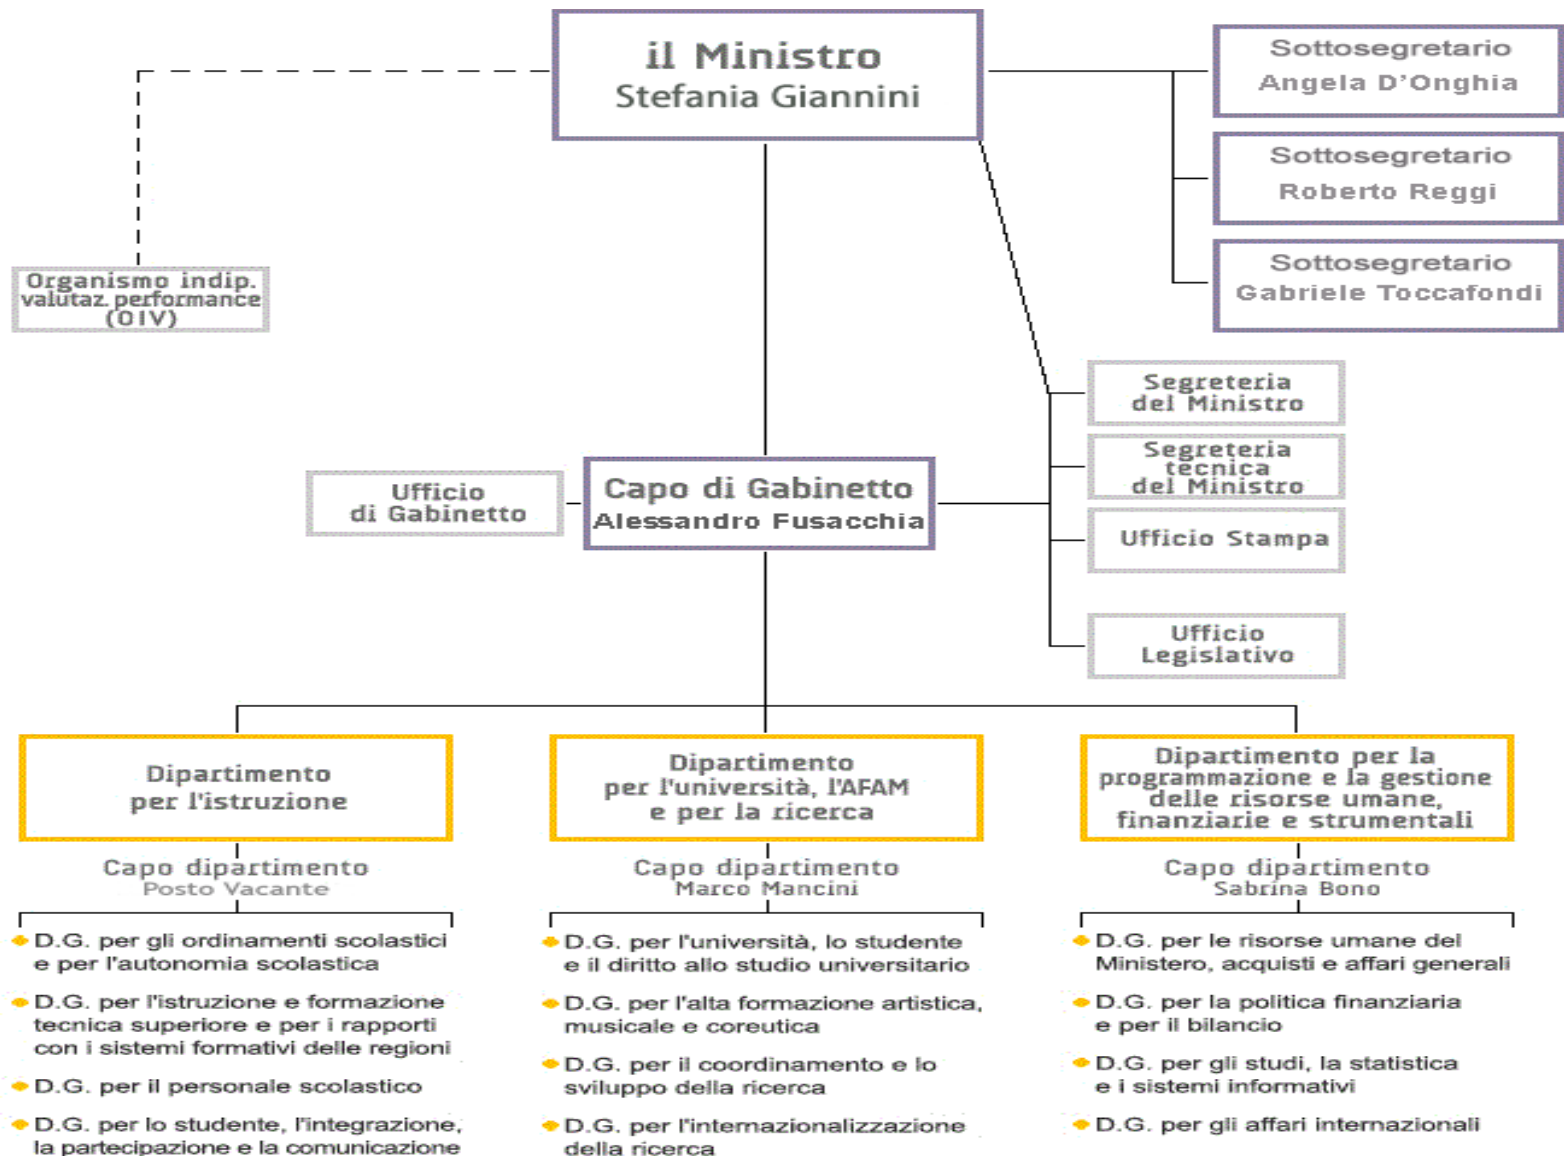 il Ministro
Stefania Giannini
Sottosegretario
Angela D'Onghia
Sottosegretario
Roberto Reggi
Sottosegretario
Gabriele Toccafondi
Organismo indip.
valutaz. performance
(OIV)
Segreteria
del Ministro
Segreteria
tecnica
del Ministro
Ufficio Stampa
Ufficio
Legislativo
Ufficio
di Gabinetto
Capo di Gabinetto
Alessandro Fusacchia
Dipartimento
per l'istruzione
Capo dipartimento
Posto Vacante
D.G. per gli ordinamenti scolastici
e per l'autonomia scolastica
D.G. per l'istruzione e formazione
tecnica superiore e per i rapporti
con i sistemi formativi delle regioni
D.G. per il personale scolastico
D.G. per lo studente, l'integrazione,
la partecipazione e la comunicazione
Dipartimento
per l'università, l'AFAM
e per la ricerca
Capo dipartimento
Marco Mancini
D.G. per l'università, lo studente
e il diritto allo studio universitario
D.G. per l'alta formazione artistica,
musicale e coreutica
D.G. per il coordinamento e lo
sviluppo della ricerca
D.G. per l'internazionalizzazione
della ricerca
Dipartimento per la
programmazione e la gestione
delle risorse umane,
finanziarie e strumentali
Capo dipartimento
Sabrina Bono
D.G. per le risorse umane del
Ministero, acquisti e affari generali
D.G. per la politica finanziaria
e per il bilancio
D.G. per gli studi, la statistica
e i sistemi informativi
D.G. per gli affari internazionali